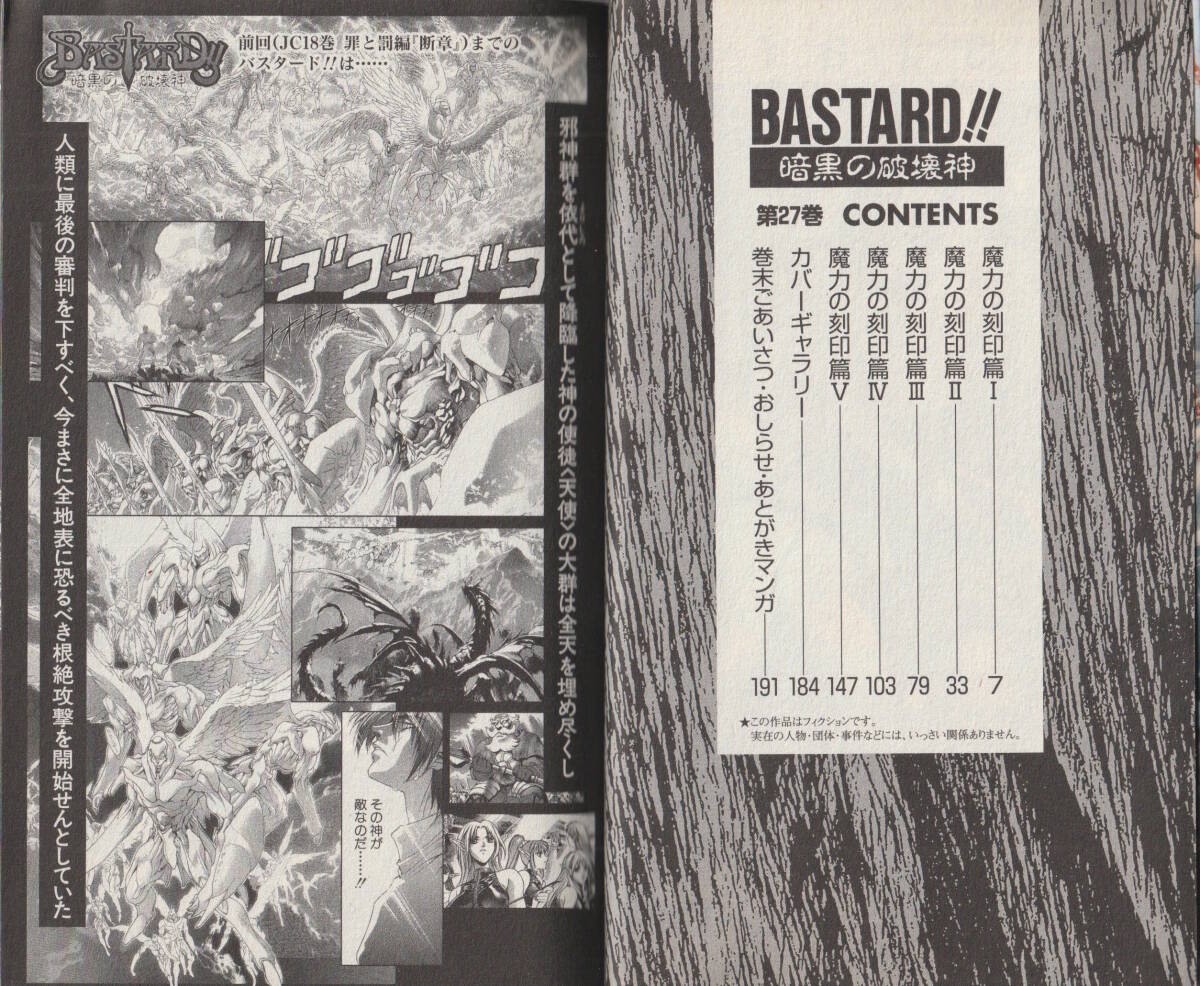 BASTARD!!
暗黒の破壊神
第27巻 CONTENTS
魔力の刻印篇Ⅰ 7
魔力の刻印篇Ⅱ 33
魔力の刻印篇Ⅲ 79
魔力の刻印篇Ⅳ 103
魔力の刻印篇Ⅴ 147
カバーギャラリー 184
巻末ごあいさつ・おしらせ・あとがきマンガ 191
★この作品はフィクションです。
実在の人物・団体・事件などには、いっさい関係ありません。
BASTARD!!
暗黒の破壊神
前回(JC18巻 罪と罰編『断章』)までの
バスタード!!は……
邪神群を依代として降臨した神の使徒〈天使〉の大群は全天を埋め尽くし
ゴゴゴゴゴ
その神が
敵なのだ……!!
人類に最後の審判を下すべく、今まさに全地表に恐るべき根絶攻撃を開始せんとしていた